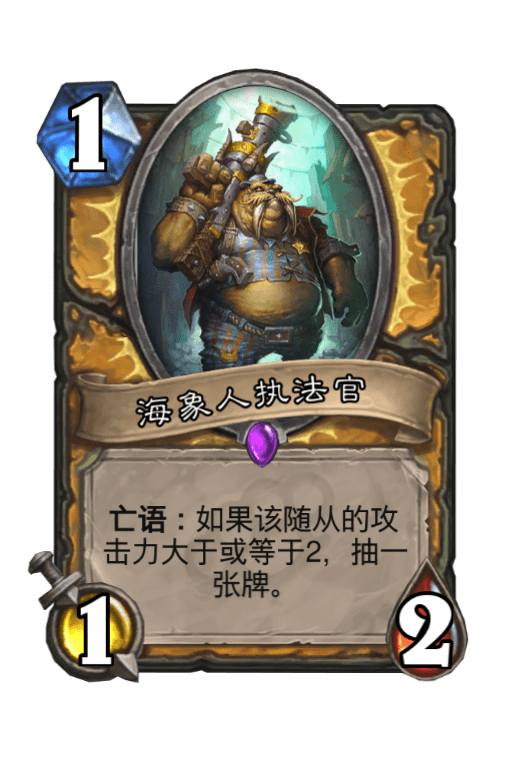 1
海象人执法官
亡语：如果该随从的攻
击力大于或等于2，抽一
张牌。
1
2